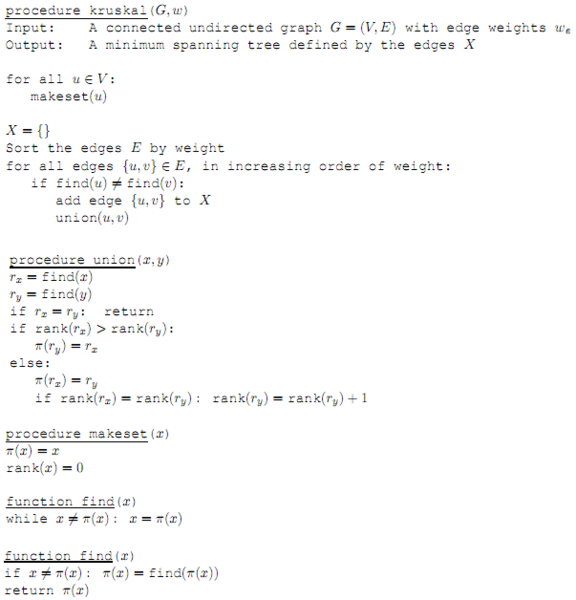 procedure kruskal(G, w)
Input: A connected undirected graph G = (V, E) with edge weights wₑ
Output: A minimum spanning tree defined by the edges X
for all u ∈ V:
makeset(u)
X = {}
Sort the edges E by weight
for all edges {u, v} ∈ E, in increasing order of weight:
if find(u) ≠ find(v):
add edge {u, v} to X
union(u, v)
procedure union(x, y)
rₓ = find(x)
r_y = find(y)
if rₓ = r_y: return
if rank(rₓ) > rank(r_y):
π(r_y) = rₓ
else:
π(rₓ) = r_y
if rank(rₓ) = rank(r_y): rank(r_y) = rank(r_y) + 1
procedure makeset(x)
π(x) = x
rank(x) = 0
function find(x)
while x ≠ π(x): x = π(x)
function find(x)
if x ≠ π(x): π(x) = find(π(x))
return π(x)